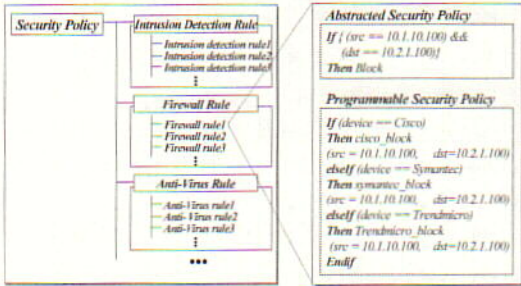 Security Policy
Intrusion Detection Rule
Intrusion detection rule1
Intrusion detection rule2
Intrusion detection rule3
Firewall Rule
Firewall rule1
Firewall rule2
Firewall rule3
Anti-Virus Rule
Anti-Virus rule1
Anti-Virus rule2
Anti-Virus rule3
Abstracted Security Policy
If { (src == 10.1.10.100) &&
(dst == 10.2.1.100)}
Then Block
Programmable Security Policy
If (device == Cisco)
Then cisco_block
(src = 10.1.10.100, dst=10.2.1.100)
elseIf (device == Symantec)
Then symantec_block
(src = 10.1.10.100, dst=10.2.1.100)
elseIf (device == Trendmicro)
Then Trendmicro_block
(src = 10.1.10.100, dst=10.2.1.100)
Endif